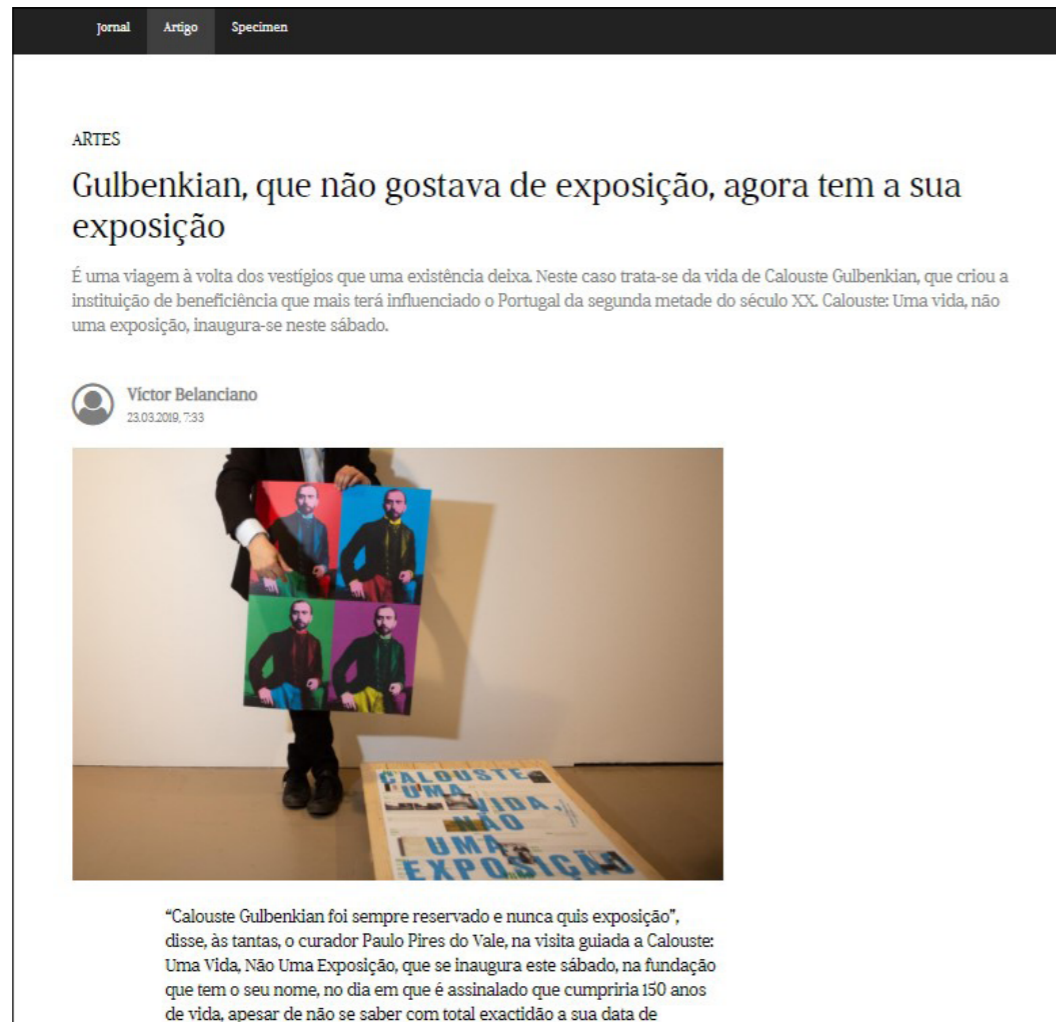 Jornal Artigo Specimen
ARTES
Gulbenkian, que não gostava de exposição, agora tem a sua
exposição
É uma viagem à volta dos vestígios que uma existência deixa. Neste caso trata-se da vida de Calouste Gulbenkian, que criou a
instituição de beneficiência que mais terá influenciado o Portugal da segunda metade do século XX. Calouste: Uma vida, não
uma exposição, inaugura-se neste sábado.
Víctor Belanciano
23.03.2019, 7:33
CALOUSTE
UMA
VIDA,
NÃO
UMA
EXPOSIÇÃO
“Calouste Gulbenkian foi sempre reservado e nunca quis exposição”,
disse, às tantas, o curador Paulo Pires do Vale, na visita guiada a Calouste:
Uma Vida, Não Uma Exposição, que se inaugura este sábado, na fundação
que tem o seu nome, no dia em que é assinalado que cumpriria 150 anos
de vida, apesar de não se saber com total exactidão a sua data de